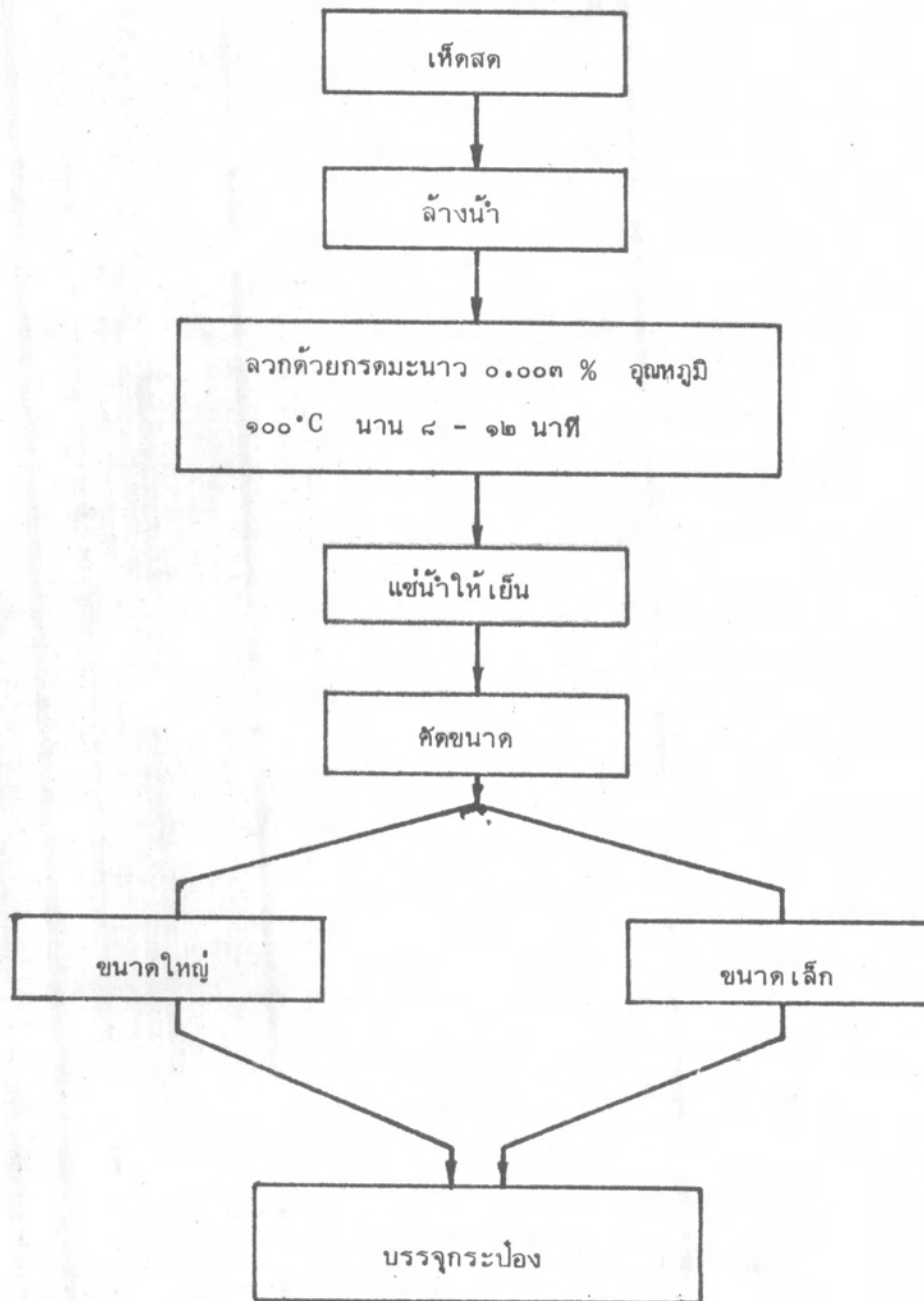 เห็ดสด
ล้างน้ำ
ลวกด้วยกรดมะนาว ๐.๐๐๓ % อุณหภูมิ
๑๐๐°C นาน ๘ - ๑๒ นาที
แช่น้ำให้เย็น
คัดขนาด
ขนาดใหญ่
ขนาดเล็ก
บรรจุกระป๋อง